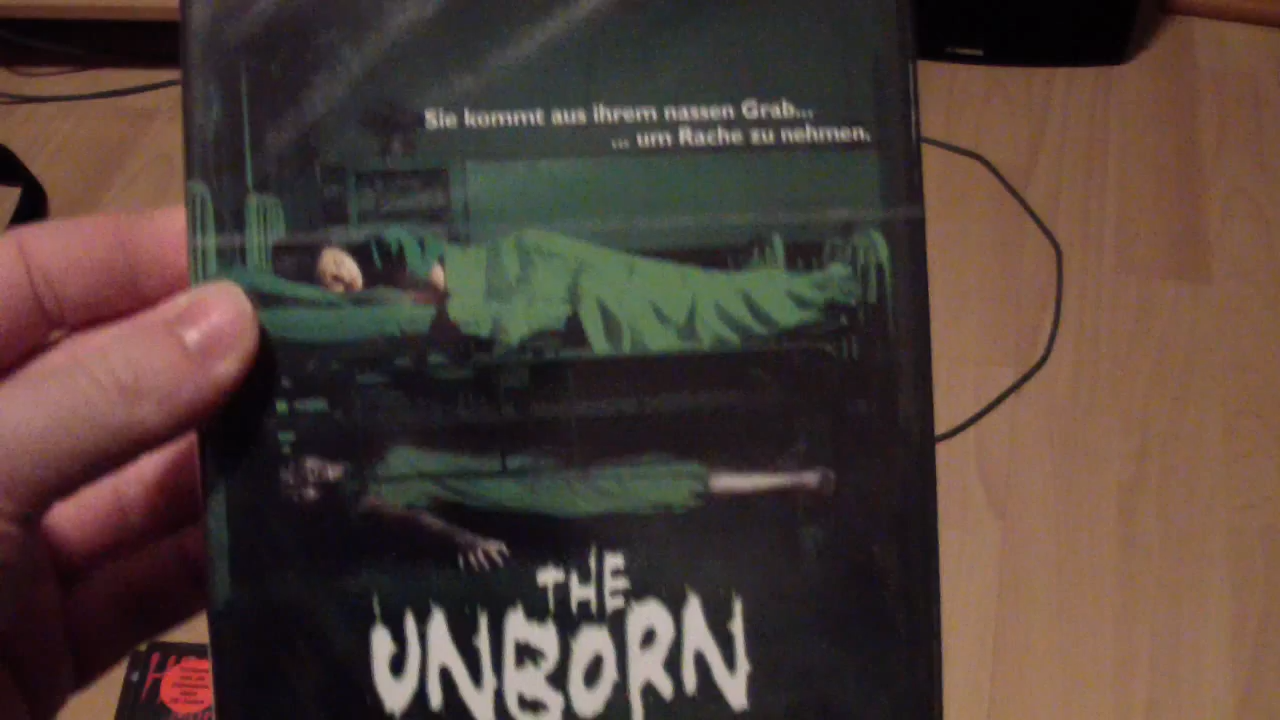 Sie kommt aus ihrem nassen Grab...
... um Rache zu nehmen.
THE
UNBORN